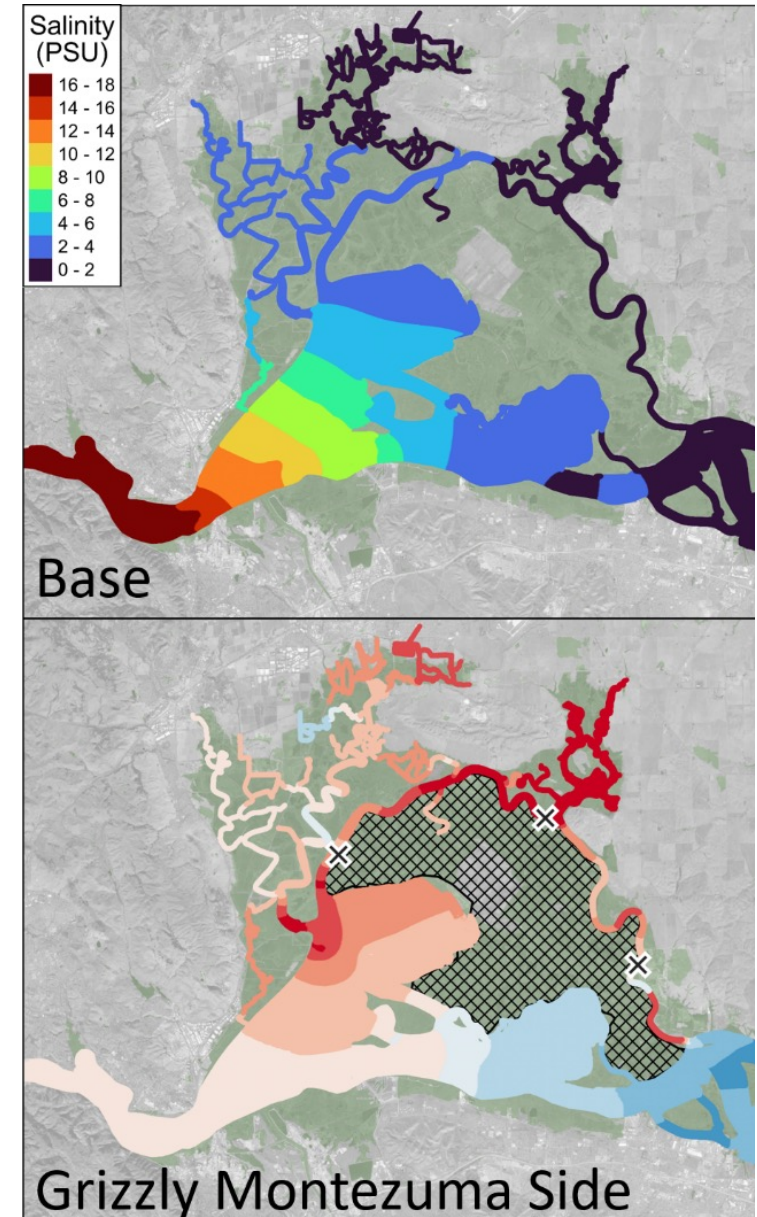 Salinity
(PSU)
16 - 18
14 - 16
12 - 14
10 - 12
8 - 10
6 - 8
4 - 6
2 - 4
0 - 2
Base
Grizzly Montezuma Side